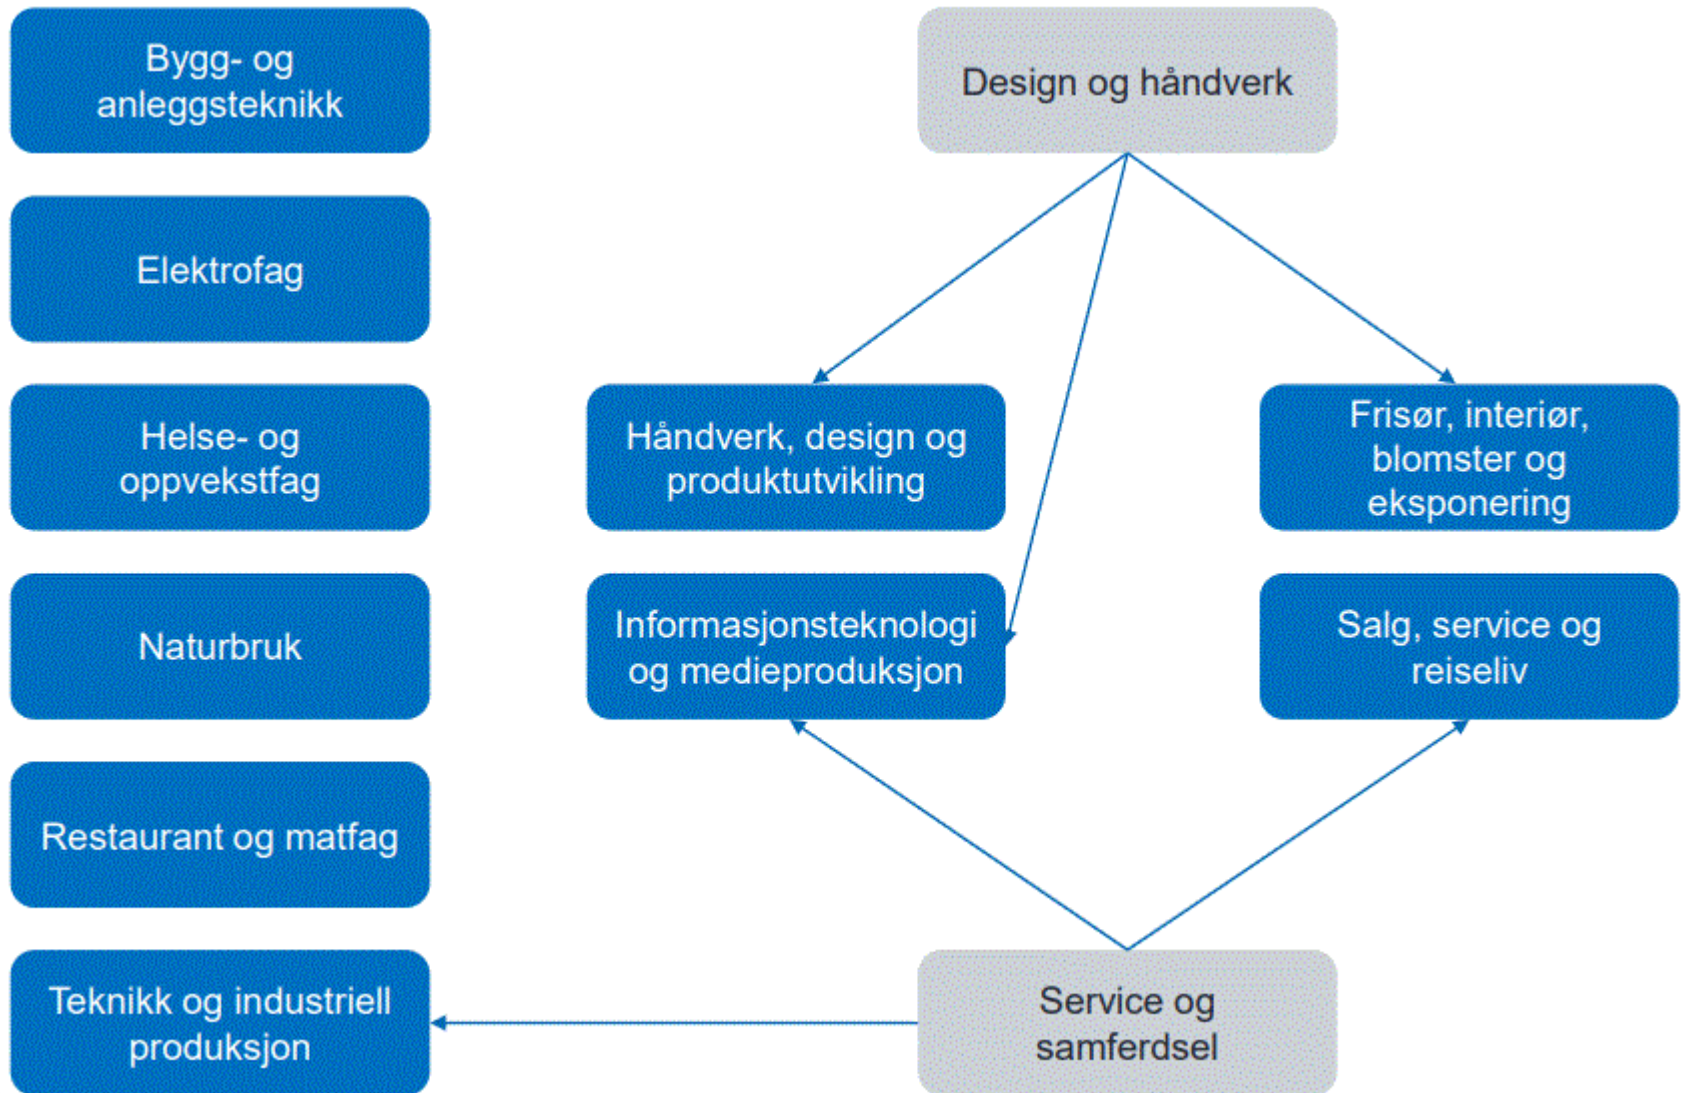 Bygg- og
anleggsteknikk
Design og håndverk
Elektrofag
Helse- og
oppvekstfag
Håndverk, design og
produktutvikling
Frisør, interiør,
blomster og
eksponering
Naturbruk
Informasjonsteknologi
og medieproduksjon
Salg, service og
reiseliv
Restaurant og matfag
Teknikk og industriell
produksjon
Service og
samferdsel